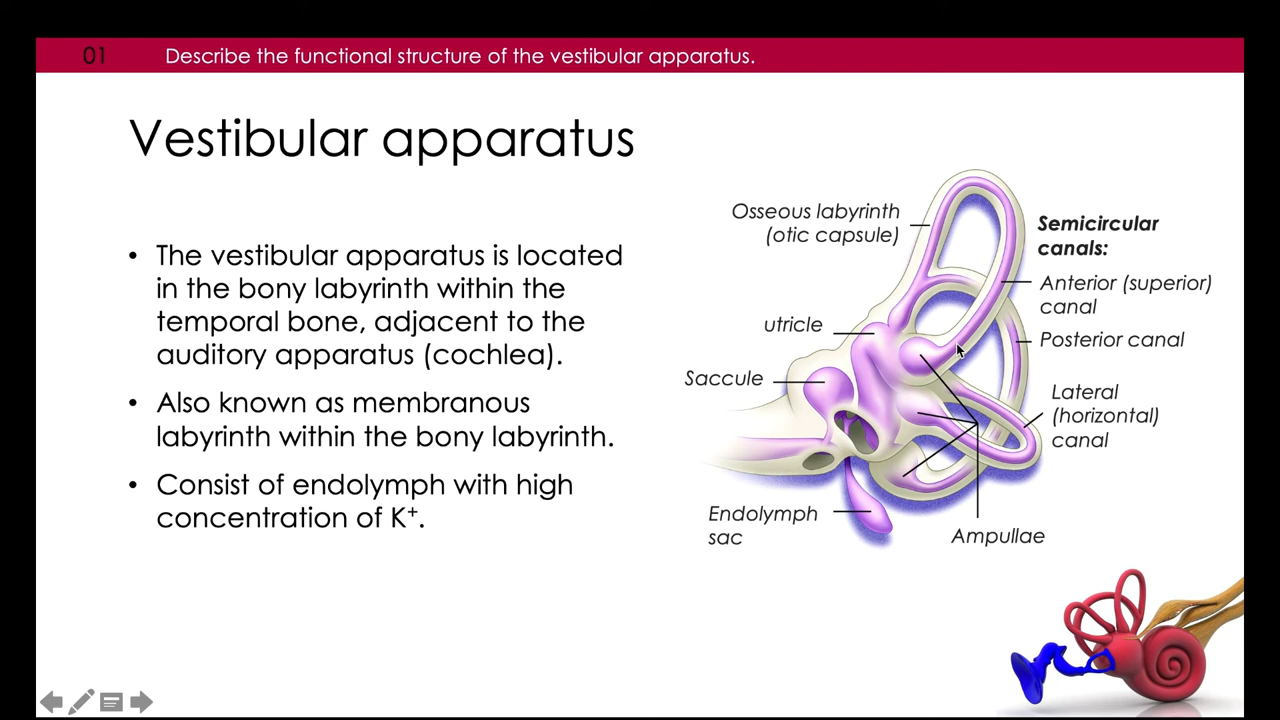 01
Describe the functional structure of the vestibular apparatus.
Vestibular apparatus
• The vestibular apparatus is located
in the bony labyrinth within the
temporal bone, adjacent to the
auditory apparatus (cochlea).
• Also known as membranous
labyrinth within the bony labyrinth.
• Consist of endolymph with high
concentration of K⁺.
Osseous labyrinth
(otic capsule)
utricle
Saccule
Endolymph
sac
Semicircular
canals:
Anterior (superior)
canal
Posterior canal
Lateral
(horizontal)
canal
Ampullae